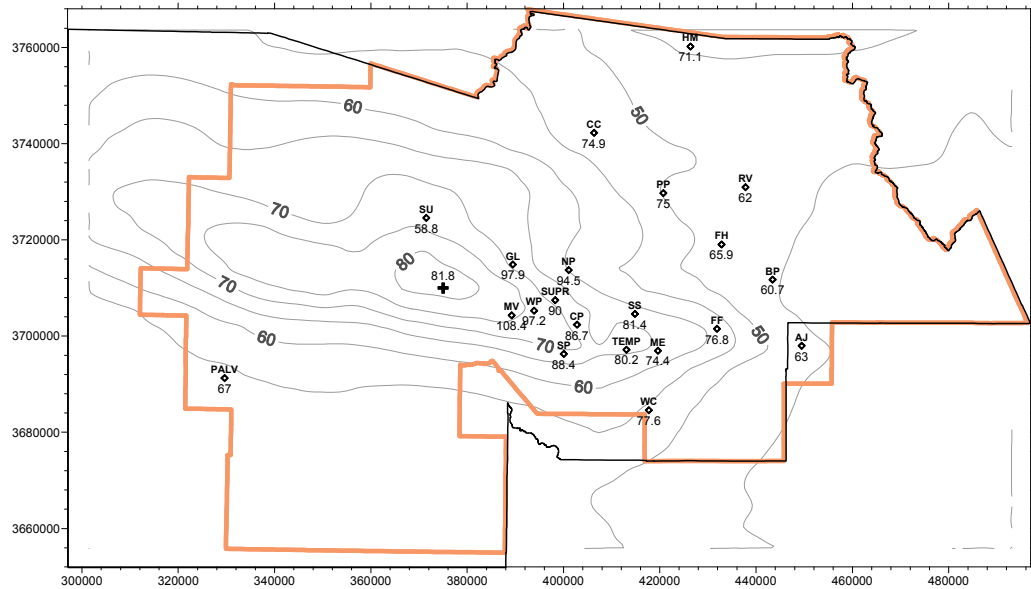 3760000
HM
71.1
60
50
CC
74.9
3740000
PP
75
RV
62
70
SU
58.8
3720000
FH
65.9
GL
97.9
NP
94.5
80
81.8
BP
60.7
70
SUPR
90
MV
108.4
WP
97.2
CP
86.7
SS
81.4
FF
76.8
50
3700000
60
70
SP
88.4
TEMP
80.2
ME
74.4
AJ
63
PALV
67
60
WC
77.6
3680000
3660000
300000 320000 340000 360000 380000 400000 420000 440000 460000 480000